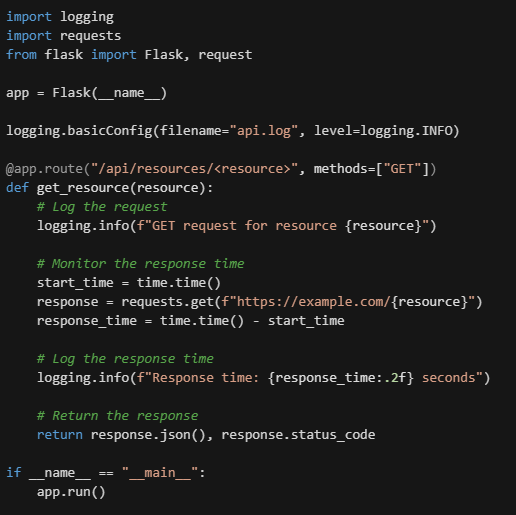 import logging
import requests
from flask import Flask, request

app = Flask(__name__)

logging.basicConfig(filename="api.log", level=logging.INFO)

@app.route("/api/resources/<resource>", methods=["GET"])
def get_resource(resource):
    # Log the request
    logging.info(f"GET request for resource {resource}")

    # Monitor the response time
    start_time = time.time()
    response = requests.get(f"https://example.com/{resource}")
    response_time = time.time() - start_time

    # Log the response time
    logging.info(f"Response time: {response_time:.2f} seconds")

    # Return the response
    return response.json(), response.status_code

if __name__ == "__main__":
    app.run()